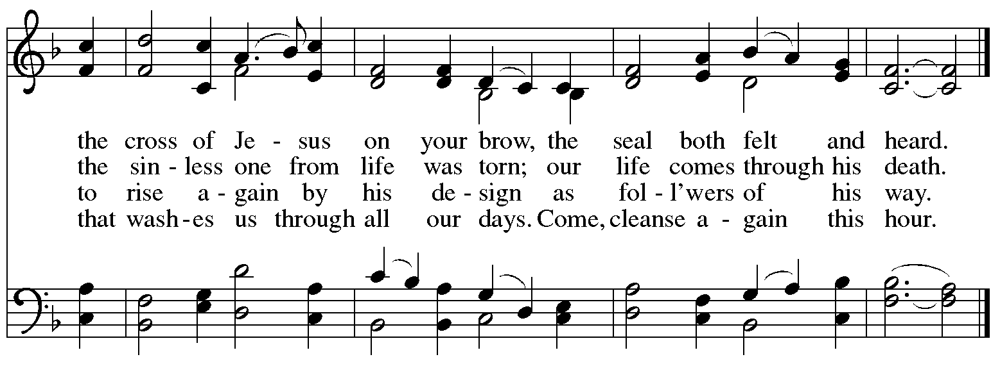 the cross of Je - sus on your brow, the seal both felt and heard.
the sin - less one from life was torn; our life comes through his death.
to rise a - gain by his de - sign as fol - l’wers of his way.
that wash - es us through all our days. Come, cleanse a - gain this hour.